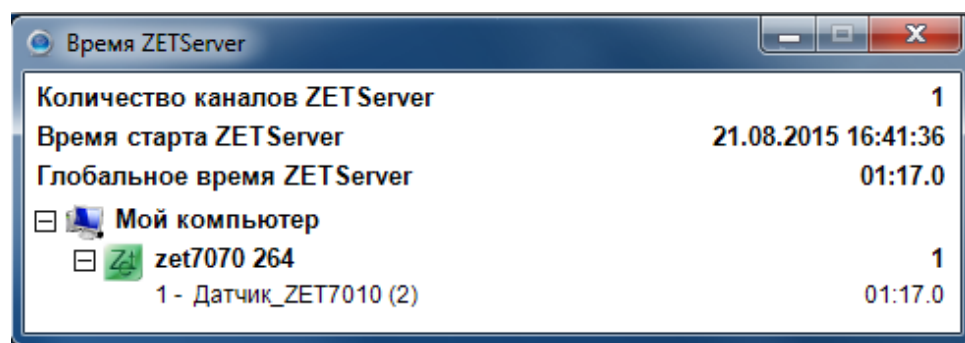 Время ZETServer
Количество каналов ZETServer 1
Время старта ZETServer 21.08.2015 16:41:36
Глобальное время ZETServer 01:17.0
Мой компьютер
zet7070 264 1
1 - Датчик_ZET7010 (2) 01:17.0